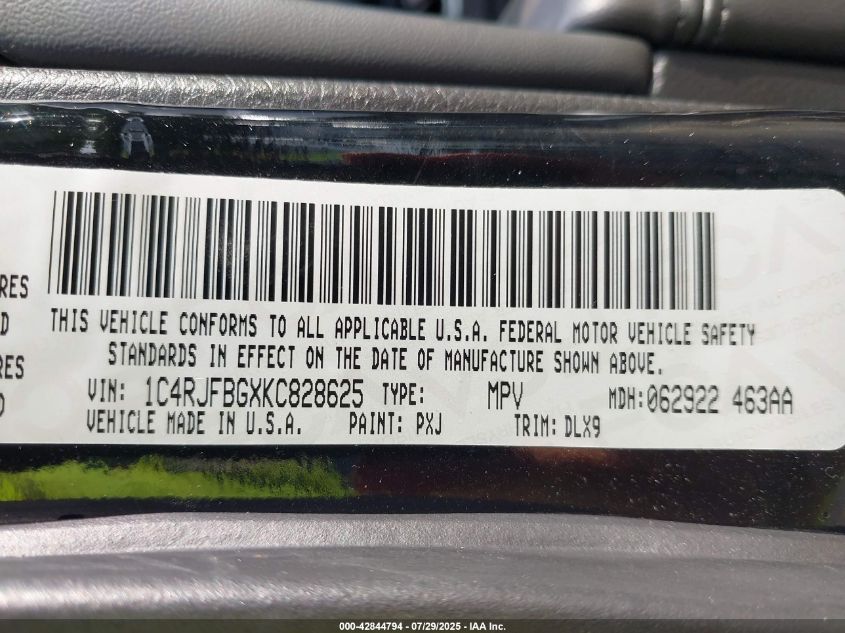 RES
THIS VEHICLE CONFORMS TO ALL APPLICABLE U.S.A. FEDERAL MOTOR VEHICLE SAFETY
D
STANDARDS IN EFFECT ON THE DATE OF MANUFACTURE SHOWN ABOVE.
RES
VIN: 1C4RJFBGXKC828625 TYPE: MPV MDH:062922 463AA
D
VEHICLE MADE IN U.S.A. PAINT: PXJ TRIM: DLX9
000-42844794 - 07/29/2025 - IAA Inc.